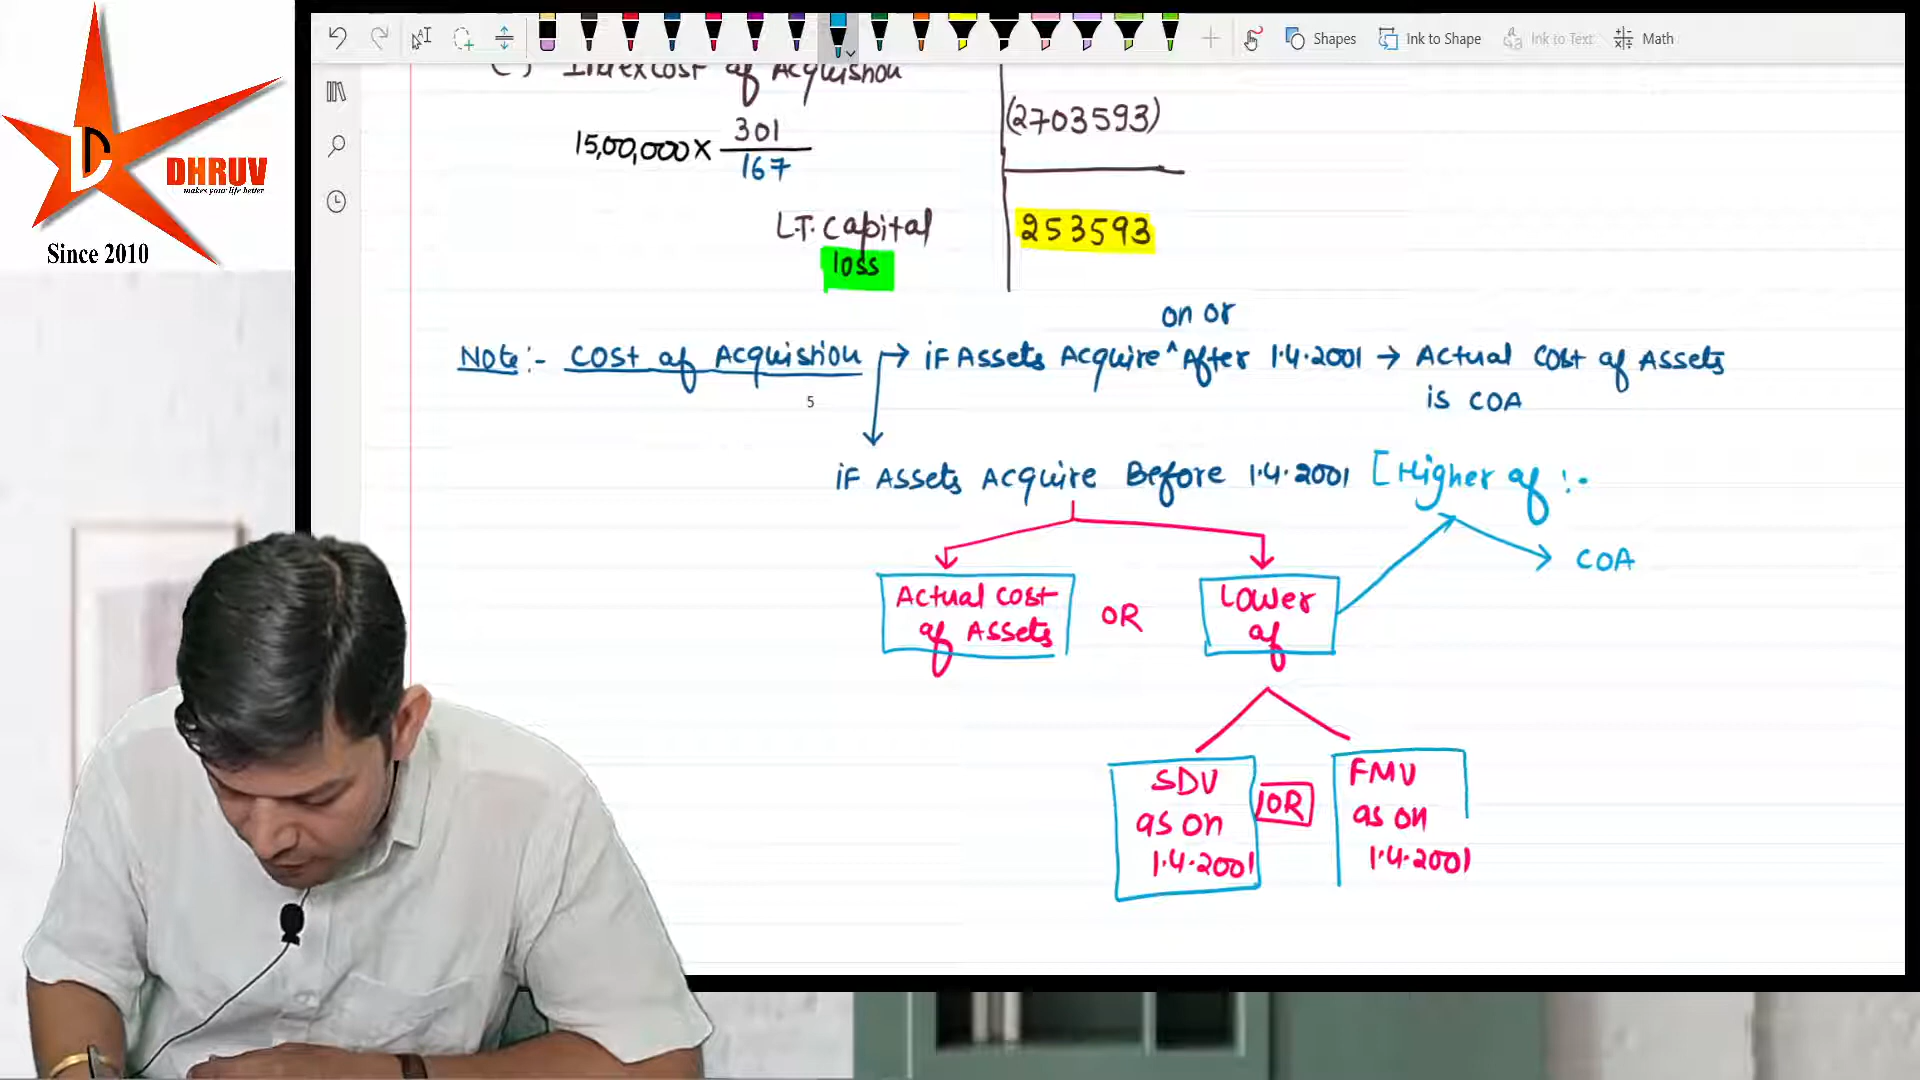 Shapes
Ink to Shape
Ink to Text
Math
DC
DHRUV
makes your life better
Since 2010
(-) Index cost of Acquistion
15,00,000 × 301
167
(2703593)
L.T. Capital
loss
253593
on or
Note:- Cost of Acquistion → iF Assets Acquire ^ After 1.4.2001 → Actual Cost of Assets
is COA
5
iF Assets Acquire Before 1.4.2001 [Higher of :-
COA
Actual Cost
of Assets
OR
Lower
of
SDV
as on
1.4.2001
OR
FMV
as on
1.4.2001